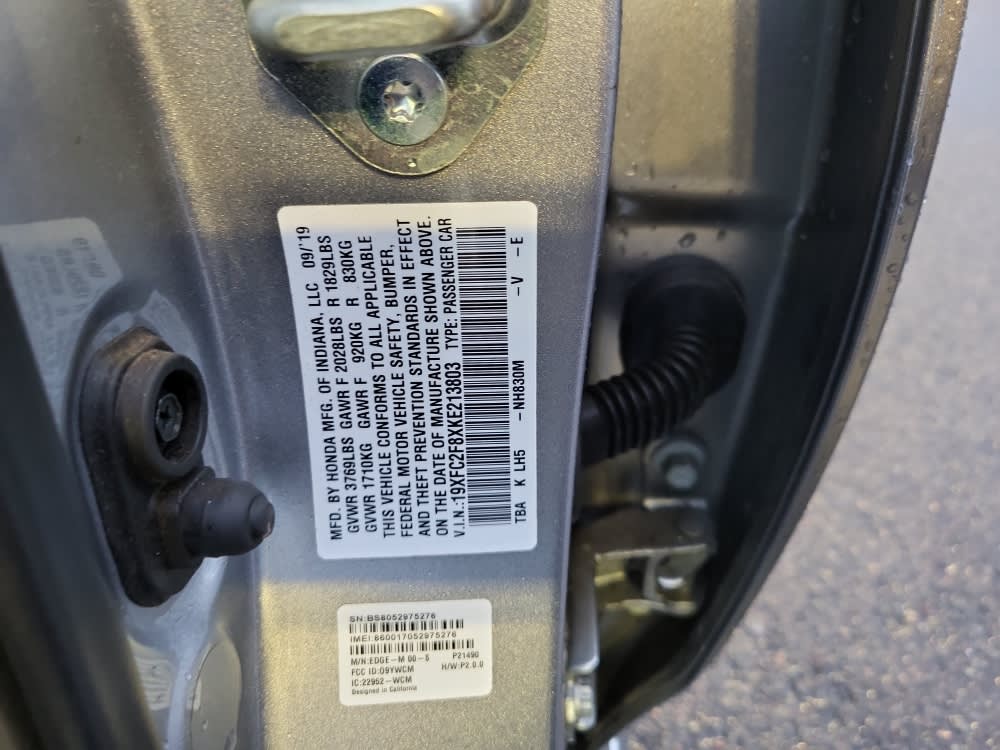 MFD. BY HONDA MFG. OF INDIANA, LLC 09/'19
GVWR 3769LBS GAWR F 2028LBS R 1829LBS
GVWR 1710KG GAWR F 920KG R 830KG
THIS VEHICLE CONFORMS TO ALL APPLICABLE
FEDERAL MOTOR VEHICLE SAFETY, BUMPER,
AND THEFT PREVENTION STANDARDS IN EFFECT
ON THE DATE OF MANUFACTURE SHOWN ABOVE.
V.I.N.:19XFC2F8XKE213803 TYPE: PASSENGER CAR
TBA K LH5 - NH830M - V - E
SN:BS6052975276
IMEI:860017052975276
M/N:EDGE-M 00-5 P21490
FCC ID:O9YWCM H/W:P2.0.0
IC:22952-WCM
Designed in California